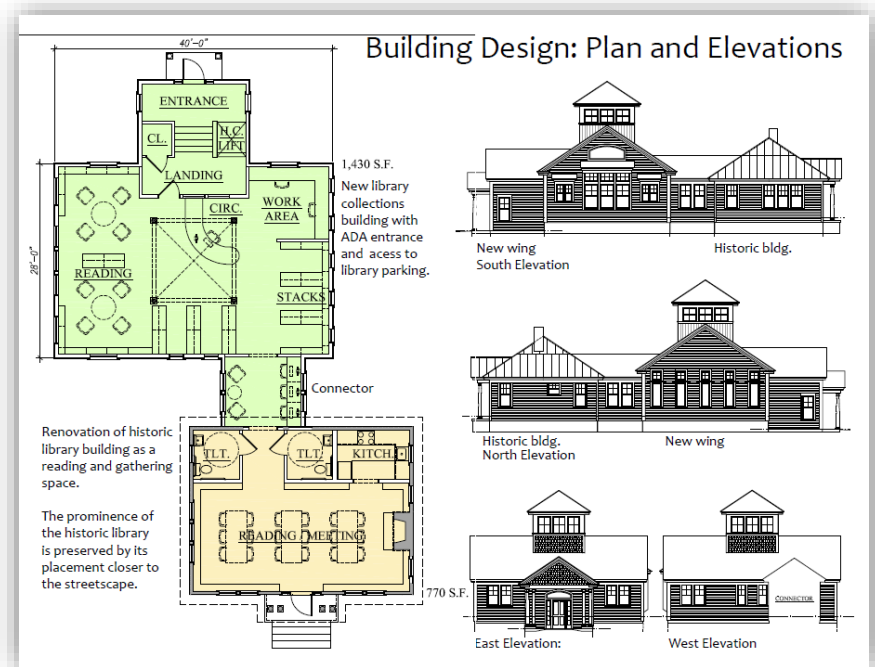 Building Design: Plan and Elevations
40'-0"
ENTRANCE
CL.
H.C.
LIFT
LANDING
CIRC.
WORK
AREA
READING
STACKS
28'-0"
1,430 S.F.
New library
collections
building with
ADA entrance
and acess to
library parking.
Connector
Renovation of historic
library building as a
reading and gathering
space.
The prominence of
the historic library
is preserved by its
placement closer to
the streetscape.
TLT.
TLT.
KITCH.
READING / MEETING
770 S.F.
New wing
South Elevation
Historic bldg.
Historic bldg.
North Elevation
New wing
East Elevation:
CONNECTOR
West Elevation